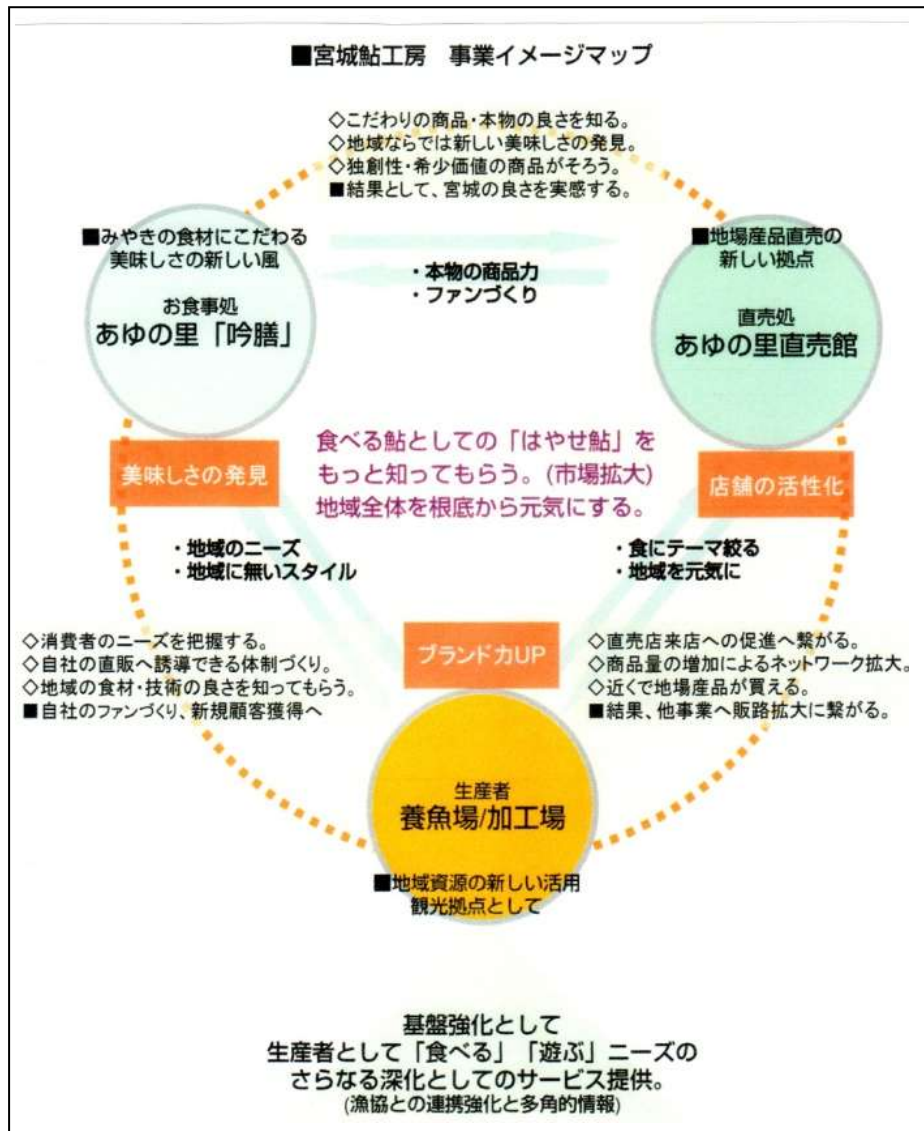 ■宮城鮎工房 事業イメージマップ
◇こだわりの商品・本物の良さを知る。
◇地域ならでは新しい美味しさの発見。
◇独創性・希少価値の商品がそろう。
■結果として、宮城の良さを実感する。
■みやきの食材にこだわる
美味しさの新しい風
お食事処
あゆの里「吟膳」
・本物の商品力
・ファンづくり
■地場産品直売の
新しい拠点
直売処
あゆの里直売館
美味しさの発見
食べる鮎としての「はやせ鮎」を
もっと知ってもらう。(市場拡大)
地域全体を根底から元気にする。
店舗の活性化
・地域のニーズ
・地域に無いスタイル
・食にテーマ絞る
・地域を元気に
◇消費者のニーズを把握する。
◇自社の直販へ誘導できる体制づくり。
◇地域の食材・技術の良さを知ってもらう。
■自社のファンづくり、新規顧客獲得へ
ブランド力UP
◇直売店来店への促進へ繋がる。
◇商品量の増加によるネットワーク拡大。
◇近くで地場産品が買える。
■結果、他事業へ販路拡大に繋がる。
生産者
養魚場/加工場
■地域資源の新しい活用
観光拠点として
基盤強化として
生産者として「食べる」「遊ぶ」ニーズの
さらなる深化としてのサービス提供。
(漁協との連携強化と多角的情報)